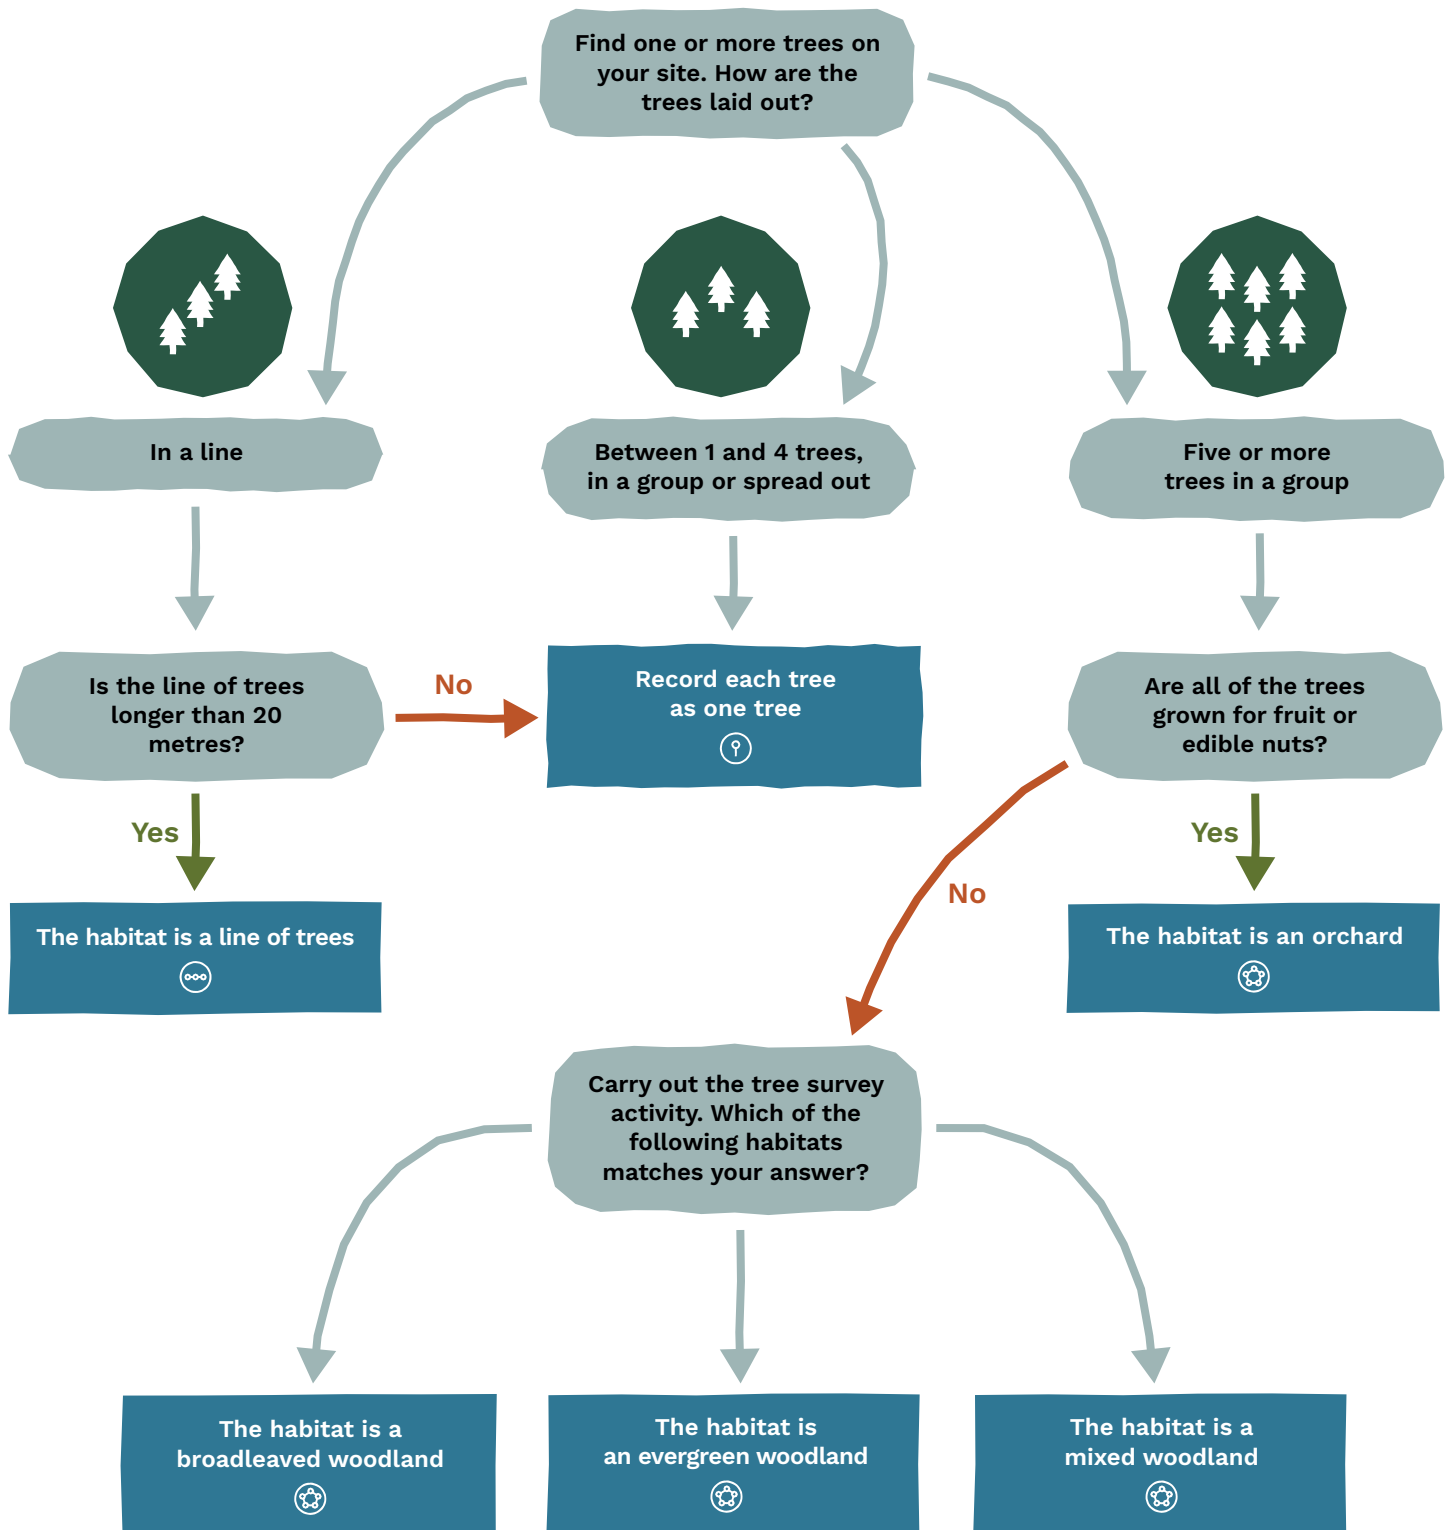 Find one or more trees on
your site. How are the
trees laid out?
In a line
Between 1 and 4 trees,
in a group or spread out
Five or more
trees in a group
Is the line of trees
longer than 20
metres?
No
Record each tree
as one tree
Are all of the trees
grown for fruit or
edible nuts?
Yes
Yes
No
The habitat is a line of trees
The habitat is an orchard
Carry out the tree survey
activity. Which of the
following habitats
matches your answer?
The habitat is a
broadleaved woodland
The habitat is
an evergreen woodland
The habitat is a
mixed woodland